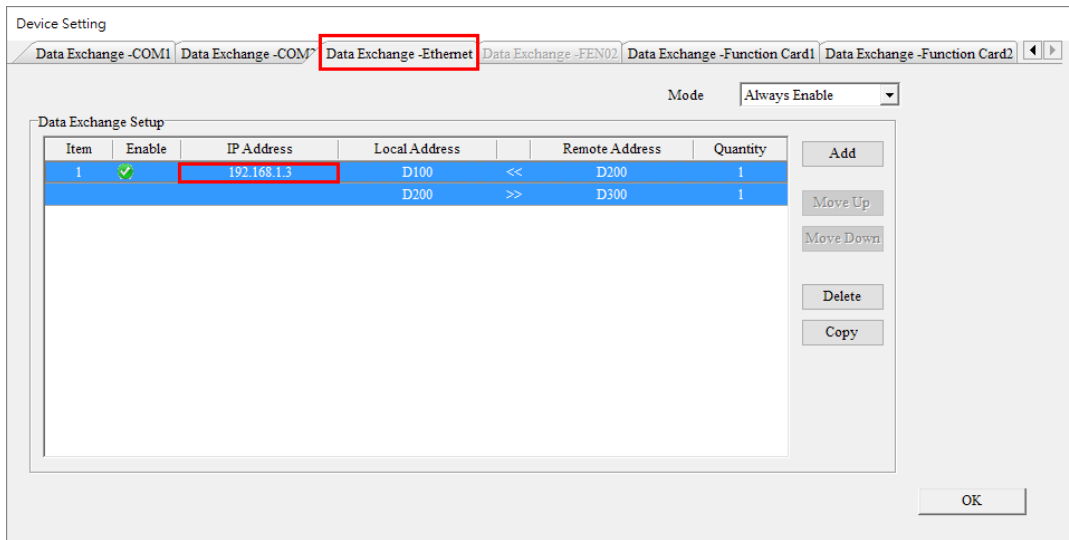 Device Setting
Data Exchange -COM1 Data Exchange -COM2 Data Exchange -Ethernet Data Exchange -FEN02 Data Exchange -Function Card1 Data Exchange -Function Card2
Mode Always Enable
Data Exchange Setup
Item Enable IP Address Local Address Remote Address Quantity
1 192.168.1.3 D100 << D200 1
D200 >> D300 1
Add
Move Up
Move Down
Delete
Copy
OK